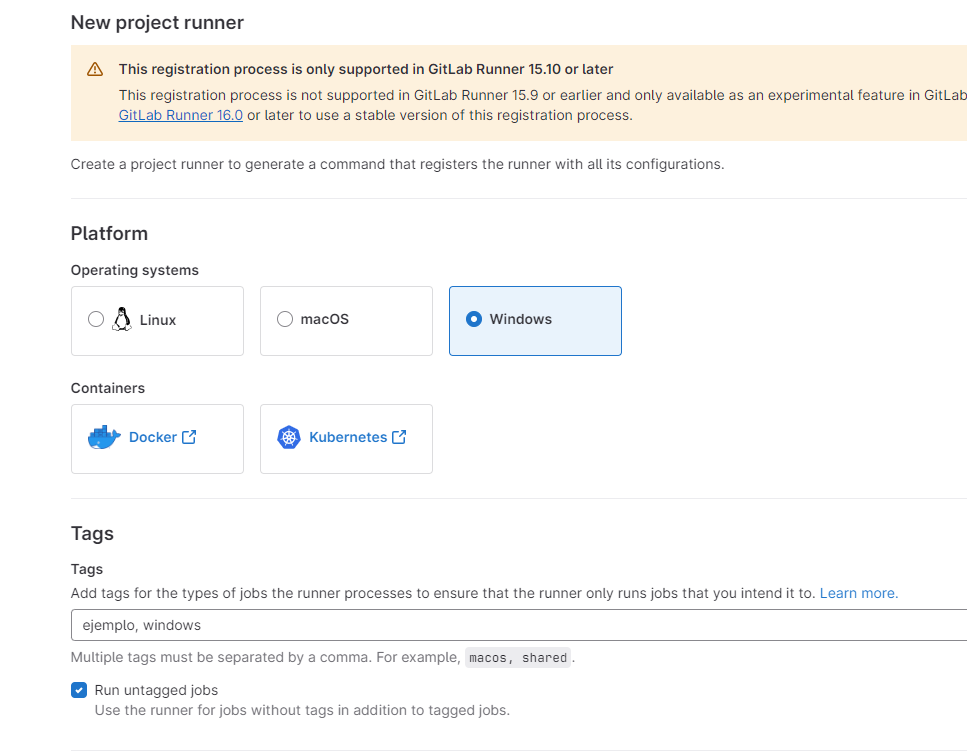 New project runner
This registration process is only supported in GitLab Runner 15.10 or later
This registration process is not supported in GitLab Runner 15.9 or earlier and only available as an experimental feature in GitLab
GitLab Runner 16.0 or later to use a stable version of this registration process.
Create a project runner to generate a command that registers the runner with all its configurations.
Platform
Operating systems
Linux
macOS
Windows
Containers
Docker
Kubernetes
Tags
Tags
Add tags for the types of jobs the runner processes to ensure that the runner only runs jobs that you intend it to. Learn more.
ejemplo, windows
Multiple tags must be separated by a comma. For example, macos, shared.
Run untagged jobs
Use the runner for jobs without tags in addition to tagged jobs.